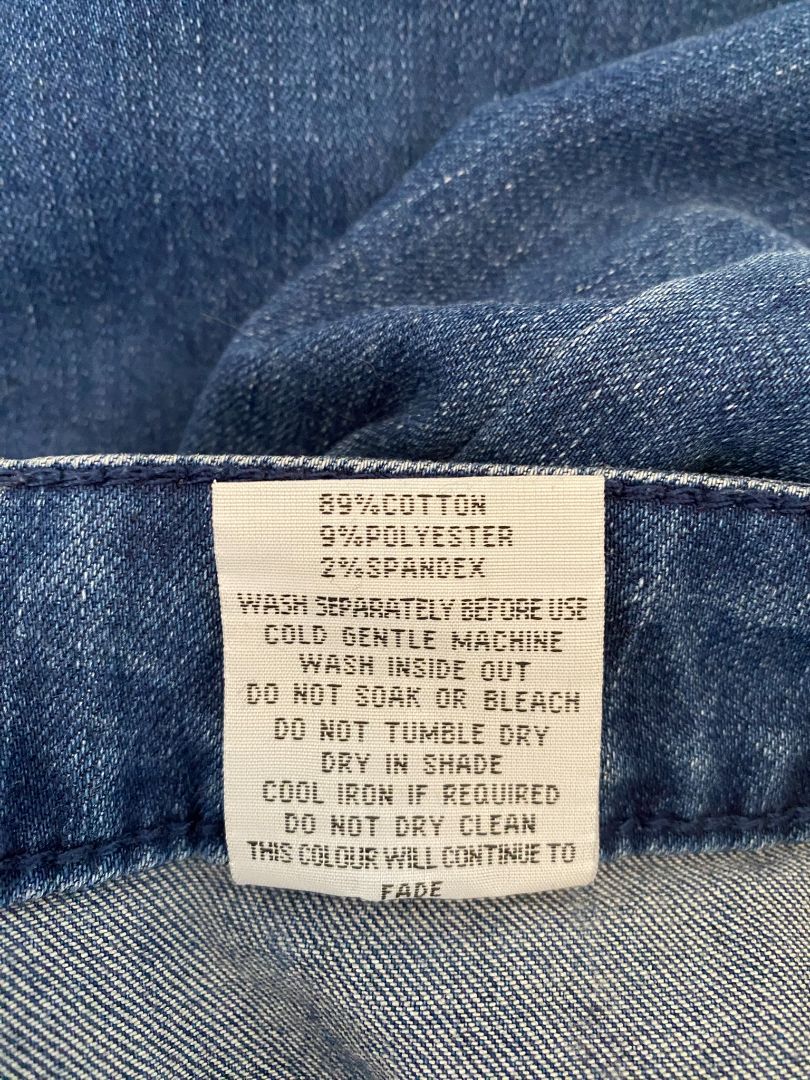 89%COTTON
9%POLYESTER
2%SPANDEX
WASH SEPARATELY BEFORE USE
COLD GENTLE MACHINE
WASH INSIDE OUT
DO NOT SOAK OR BLEACH
DO NOT TUMBLE DRY
DRY IN SHADE
COOL IRON IF REQUIRED
DO NOT DRY CLEAN
THIS COLOUR WILL CONTINUE TO
FADE